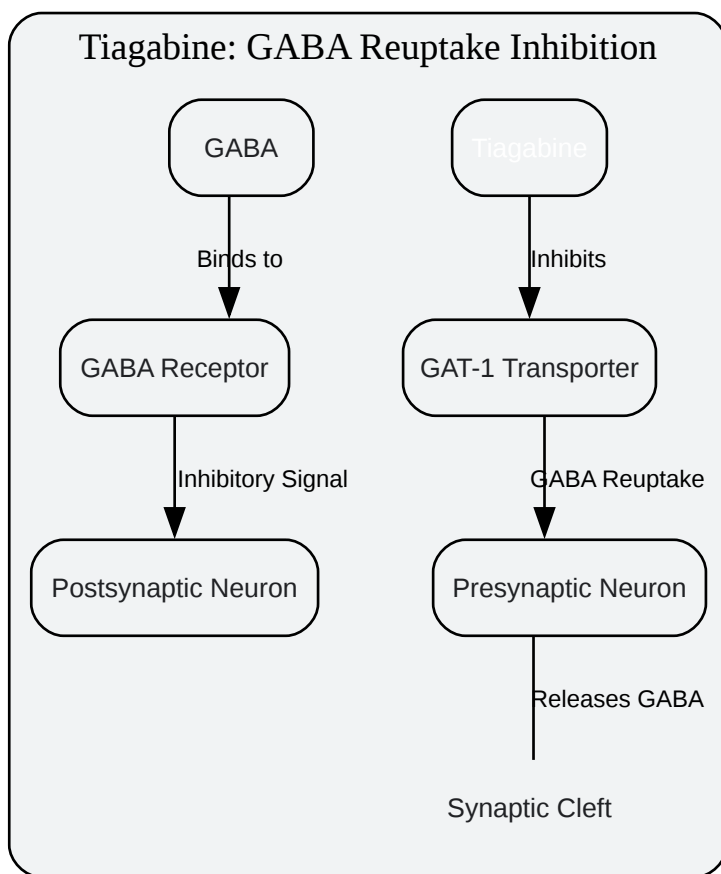 Tiagabine: GABA Reuptake Inhibition
GABA
Tiagabine
Binds to
Inhibits
GABA Receptor
GAT-1 Transporter
Inhibitory Signal
GABA Reuptake
Postsynaptic Neuron
Presynaptic Neuron
Releases GABA
Synaptic Cleft